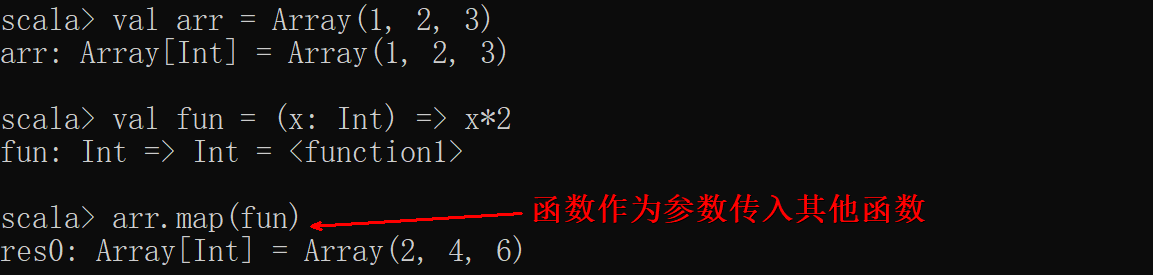 scala> val arr = Array(1, 2, 3)
arr: Array[Int] = Array(1, 2, 3)
scala> val fun = (x: Int) => x*2
fun: Int => Int = <function1>
scala> arr.map(fun)
函数作为参数传入其他函数
res0: Array[Int] = Array(2, 4, 6)